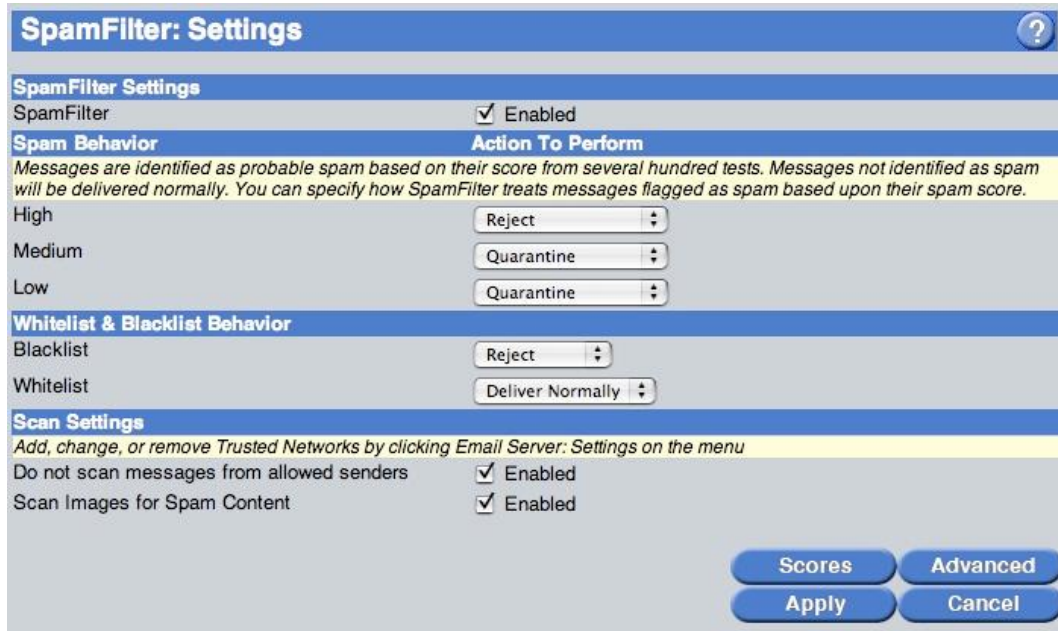 SpamFilter: Settings
?
SpamFilter Settings
SpamFilter Enabled
Spam Behavior Action To Perform
Messages are identified as probable spam based on their score from several hundred tests. Messages not identified as spam
will be delivered normally. You can specify how SpamFilter treats messages flagged as spam based upon their spam score.
High Reject
Medium Quarantine
Low Quarantine
Whitelist & Blacklist Behavior
Blacklist Reject
Whitelist Deliver Normally
Scan Settings
Add, change, or remove Trusted Networks by clicking Email Server: Settings on the menu
Do not scan messages from allowed senders Enabled
Scan Images for Spam Content Enabled
Scores Advanced
Apply Cancel